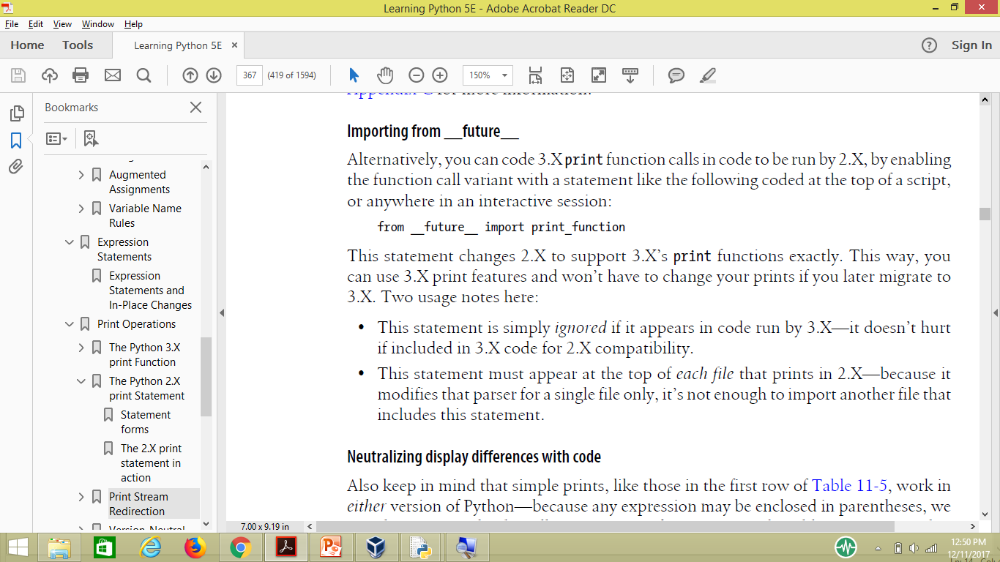 Learning Python 5E - Adobe Acrobat Reader DC
File Edit View Window Help
Home Tools Learning Python 5E × Sign In
367 (419 of 1594) 150%
Bookmarks
Augmented
Assignments
Variable Name
Rules
Expression
Statements
Expression
Statements and
In-Place Changes
Print Operations
The Python 3.X
print Function
The Python 2.X
print Statement
Statement
forms
The 2.X print
statement in
action
Print Stream
Redirection
Version-Neutral
Appendix C for more information.
Importing from __future__
Alternatively, you can code 3.X print function calls in code to be run by 2.X, by enabling
the function call variant with a statement like the following coded at the top of a script,
or anywhere in an interactive session:
from __future__ import print_function
This statement changes 2.X to support 3.X’s print functions exactly. This way, you
can use 3.X print features and won’t have to change your prints if you later migrate to
3.X. Two usage notes here:
• This statement is simply ignored if it appears in code run by 3.X—it doesn’t hurt
if included in 3.X code for 2.X compatibility.
• This statement must appear at the top of each file that prints in 2.X—because it
modifies that parser for a single file only, it’s not enough to import another file that
includes this statement.
Neutralizing display differences with code
Also keep in mind that simple prints, like those in the first row of Table 11-5, work in
either version of Python—because any expression may be enclosed in parentheses, we
7.00 x 9.19 in
12:50 PM
12/11/2017